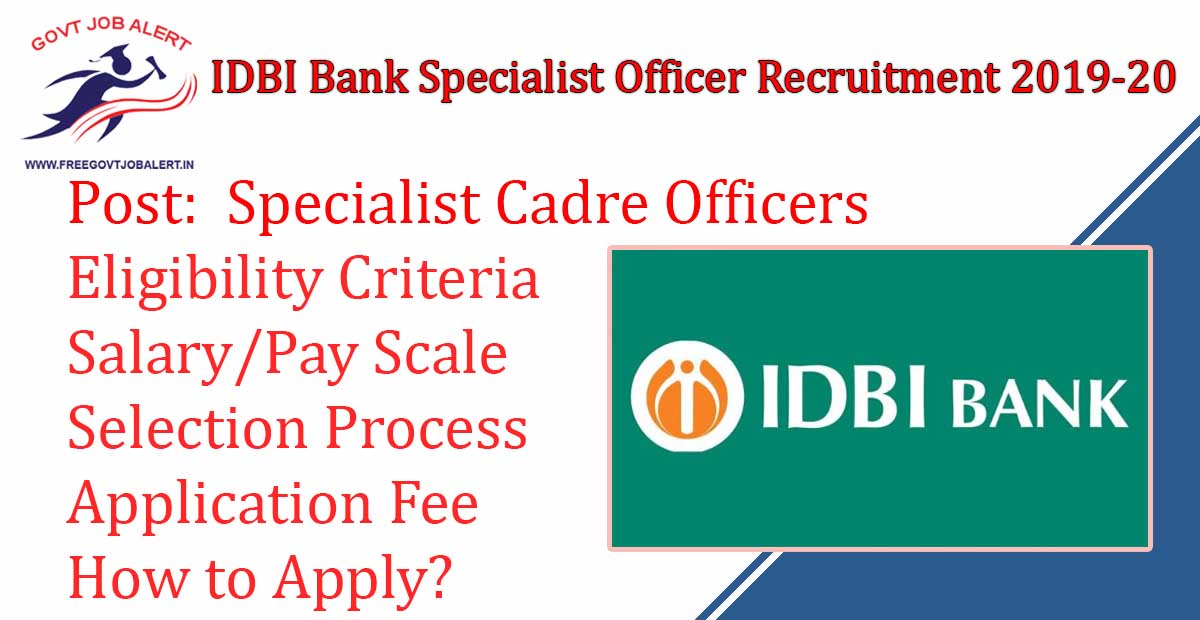 GOVT JOB ALERT
WWW.FREEGOVTJOBALERT.IN
IDBI Bank Specialist Officer Recruitment 2019-20
Post: Specialist Cadre Officers
Eligibility Criteria
Salary/Pay Scale
Selection Process
Application Fee
How to Apply?
IDBI BANK